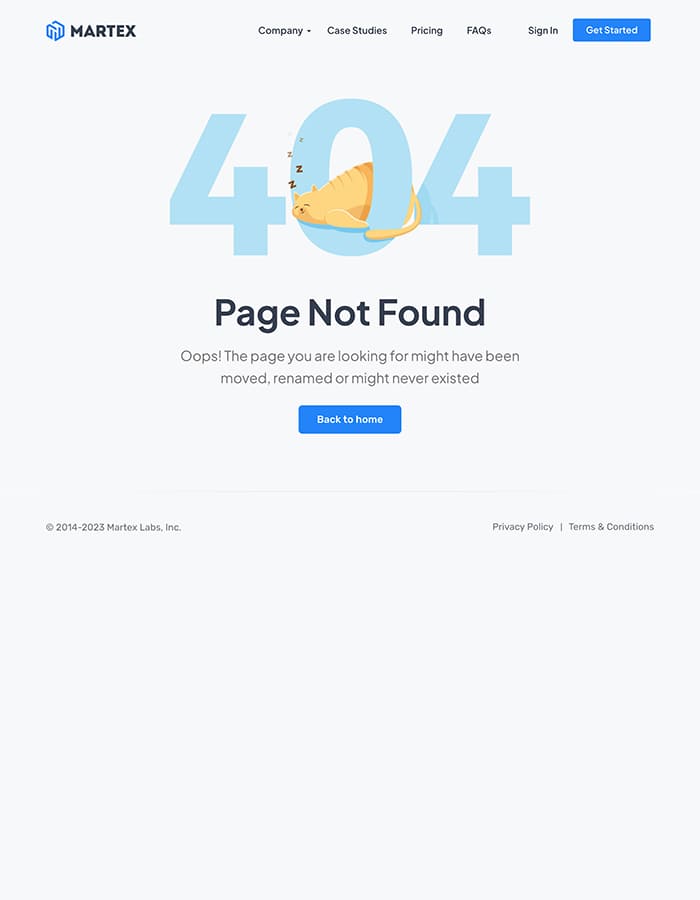 MARTEX
Company Case Studies Pricing FAQs Sign In Get Started
404
z
z
z
z
Page Not Found
Oops! The page you are looking for might have been
moved, renamed or might never existed
Back to home
© 2014-2023 Martex Labs, Inc.
Privacy Policy | Terms & Conditions